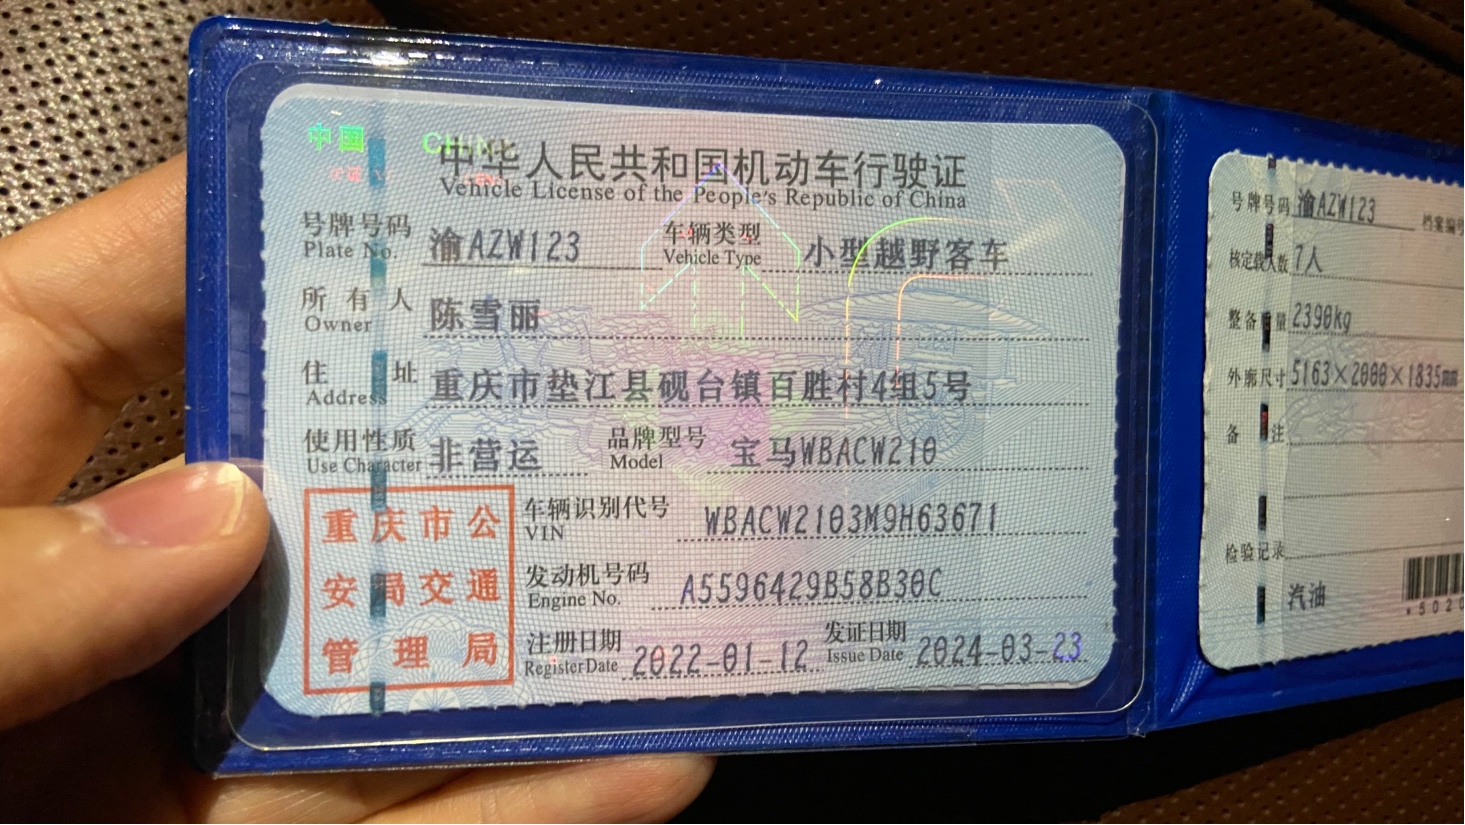 中国 CHINA
中华人民共和国机动车行驶证
Vehicle License of the People's Republic of China
号牌号码 渝AZW123 车辆类型 小型越野客车
Plate No. Vehicle Type
所有人 陈雪丽
Owner
住址 重庆市垫江县砚台镇百胜村4组5号
Address
使用性质 非营运 品牌型号 宝马WBACW210
Use Character Model
重庆市公
安局交通
管理局
车辆识别代号 WBACW2103M9H63671
VIN
发动机号码 A5596429B58B30C
Engine No.
注册日期 2022-01-12 发证日期 2024-03-23
Register Date Issue Date
号牌号码 渝AZW123 档案编号
核定载人数 7人
整备质量 2390kg
外廓尺寸 5163×2000×1835mm
备注
检验记录
汽油
*5020